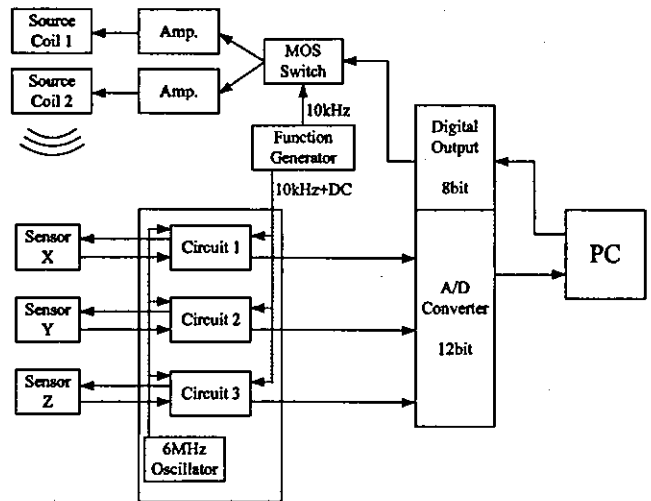 Source
Coil 1
Amp.
MOS
Switch
Source
Coil 2
Amp.
10kHz
Function
Generator
10kHz+DC
Digital
Output
8bit
PC
Sensor
X
Circuit 1
Sensor
Y
Circuit 2
A/D
Converter
12bit
Sensor
Z
Circuit 3
6MHz
Oscillator